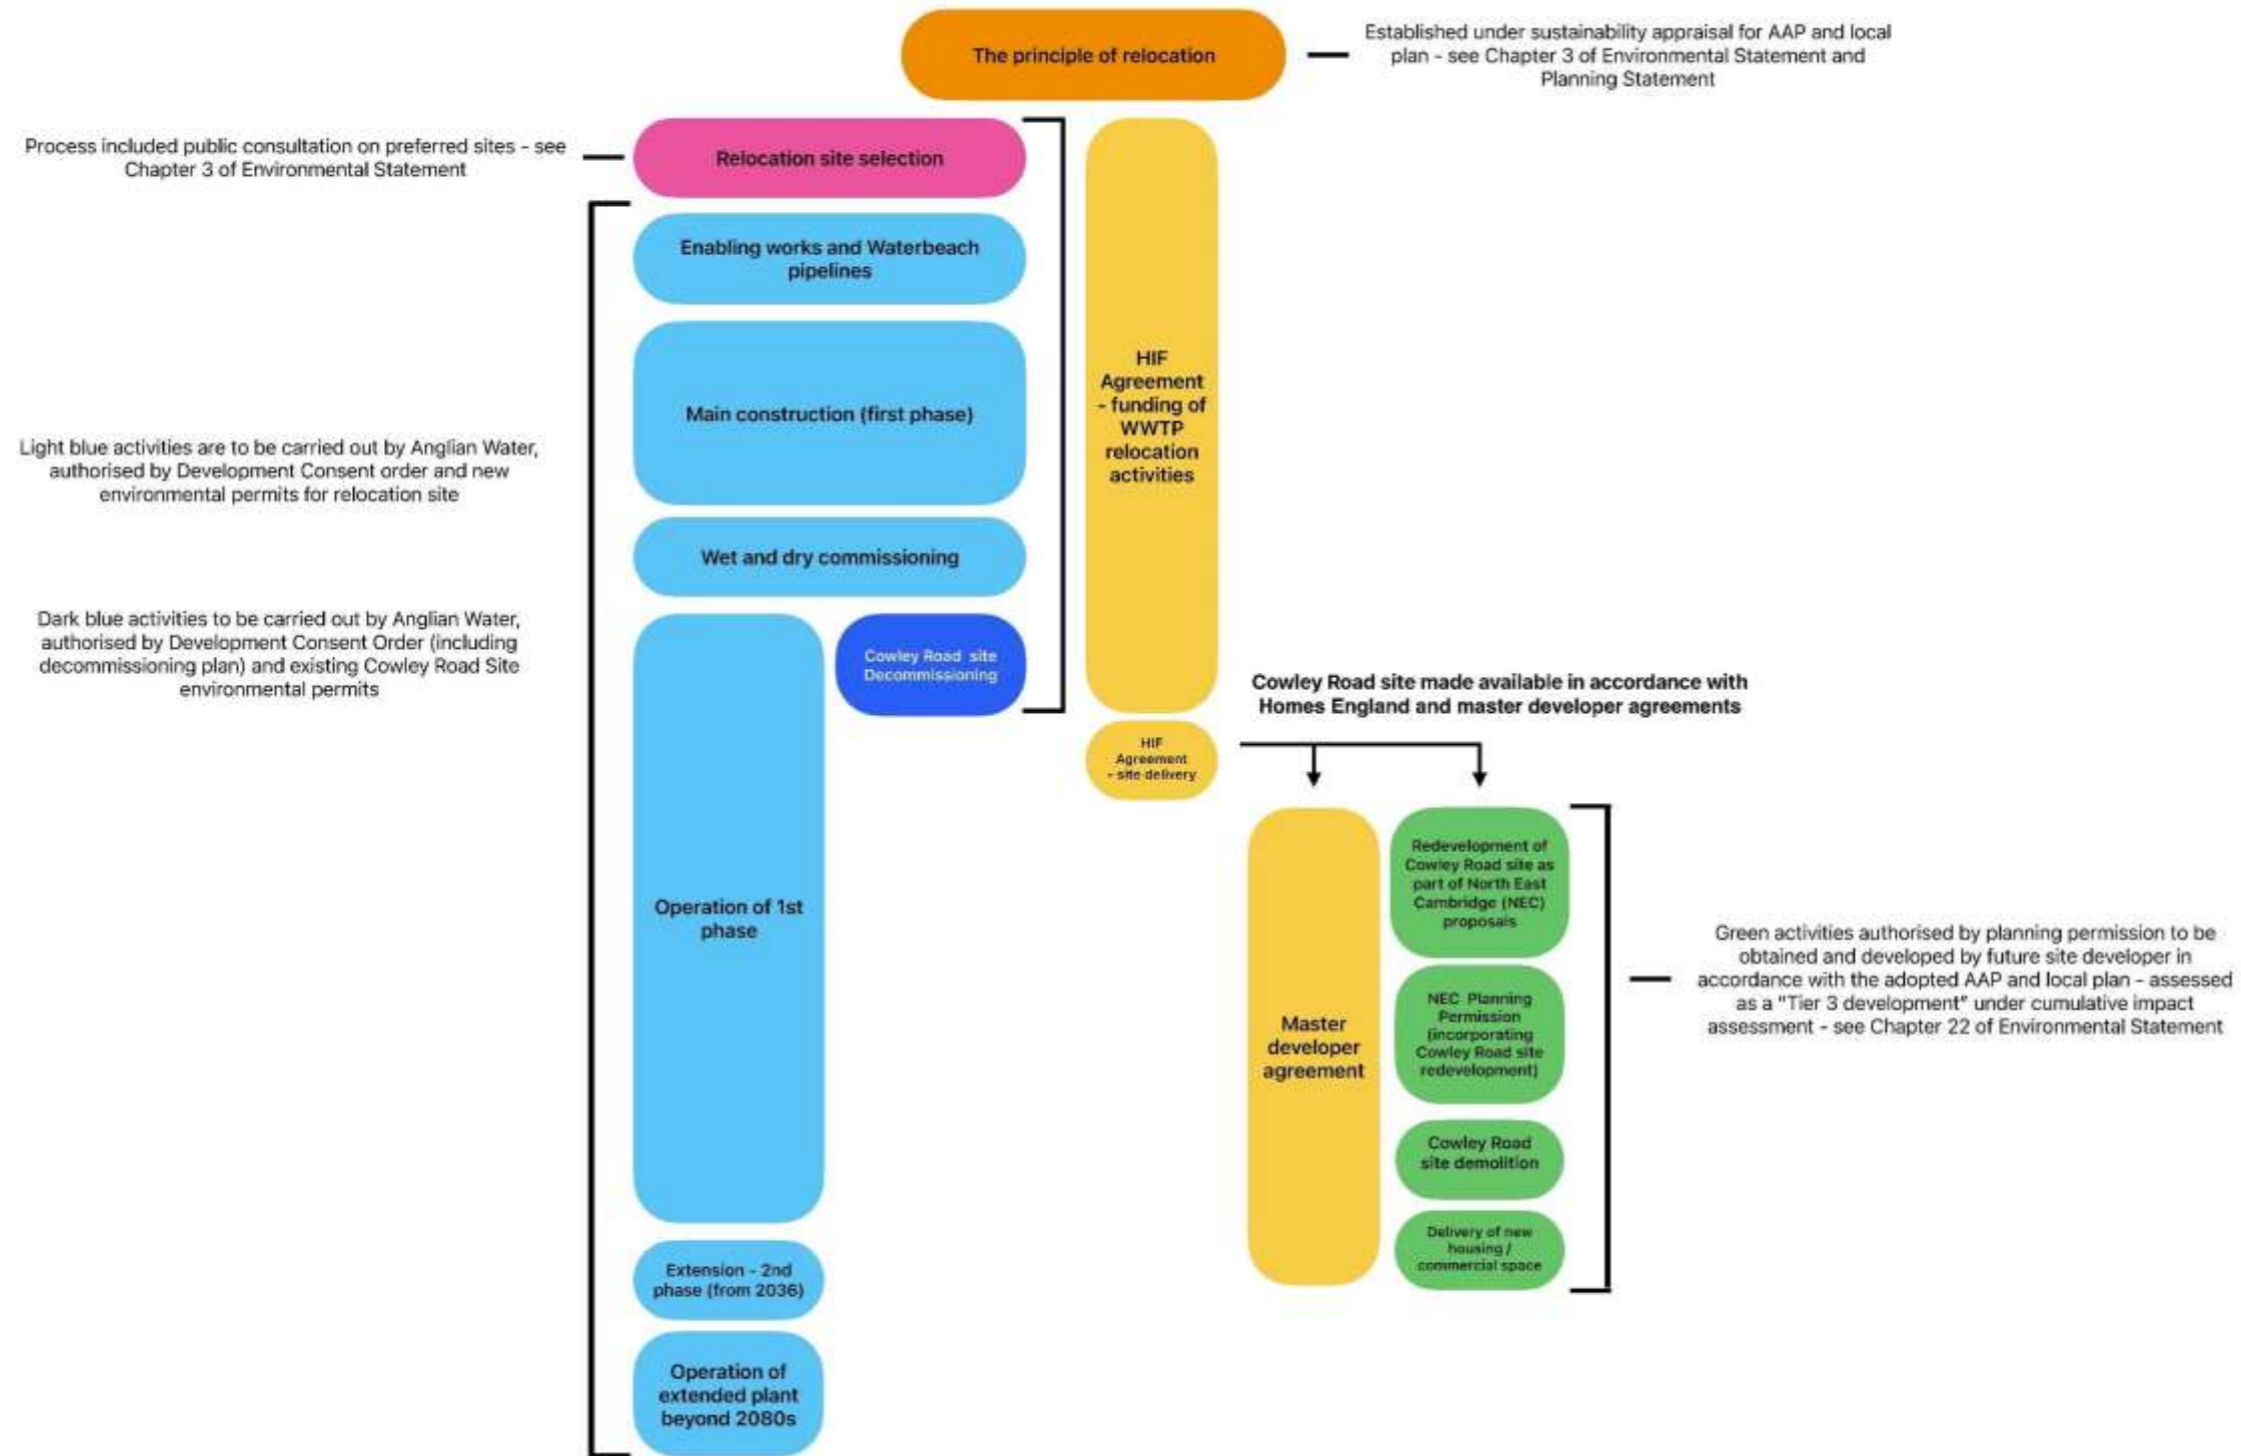 The principle of relocation
Established under sustainability appraisal for AAP and local
plan - see Chapter 3 of Environmental Statement and
Planning Statement
Process included public consultation on preferred sites - see
Chapter 3 of Environmental Statement
Relocation site selection
Enabling works and Waterbeach
pipelines
Main construction (first phase)
HIF
Agreement
- funding of
WWTP
relocation
activities
Light blue activities are to be carried out by Anglian Water,
authorised by Development Consent order and new
environmental permits for relocation site
Wet and dry commissioning
Dark blue activities to be carried out by Anglian Water,
authorised by Development Consent Order (including
decommissioning plan) and existing Cowley Road Site
environmental permits
Cowley Road site
Decommissioning
Cowley Road site made available in accordance with
Homes England and master developer agreements
HIF
Agreement
- site delivery
Operation of 1st
phase
Master
developer
agreement
Redevelopment of
Cowley Road site as
part of North East
Cambridge (NEC)
proposals
NEC Planning
Permission
(incorporating
Cowley Road site
redevelopment)
Cowley Road
site demolition
Delivery of new
housing /
commercial space
Green activities authorised by planning permission to be
obtained and developed by future site developer in
accordance with the adopted AAP and local plan - assessed
as a "Tier 3 development" under cumulative impact
assessment - see Chapter 22 of Environmental Statement
Extension - 2nd
phase (from 2036)
Operation of
extended plant
beyond 2080s